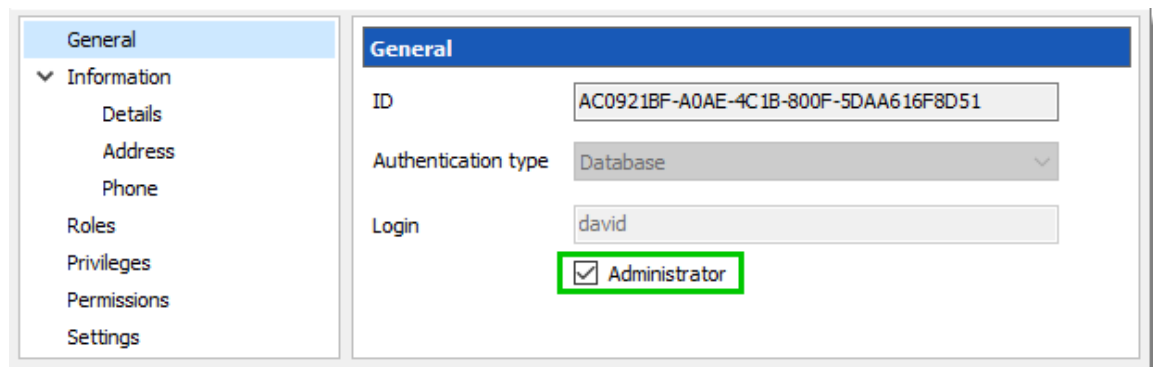 General
Information
Details
Address
Phone
Roles
Privileges
Permissions
Settings
General
ID AC0921BF-A0AE-4C1B-800F-5DAA616F8D51
Authentication type Database
Login david
Administrator